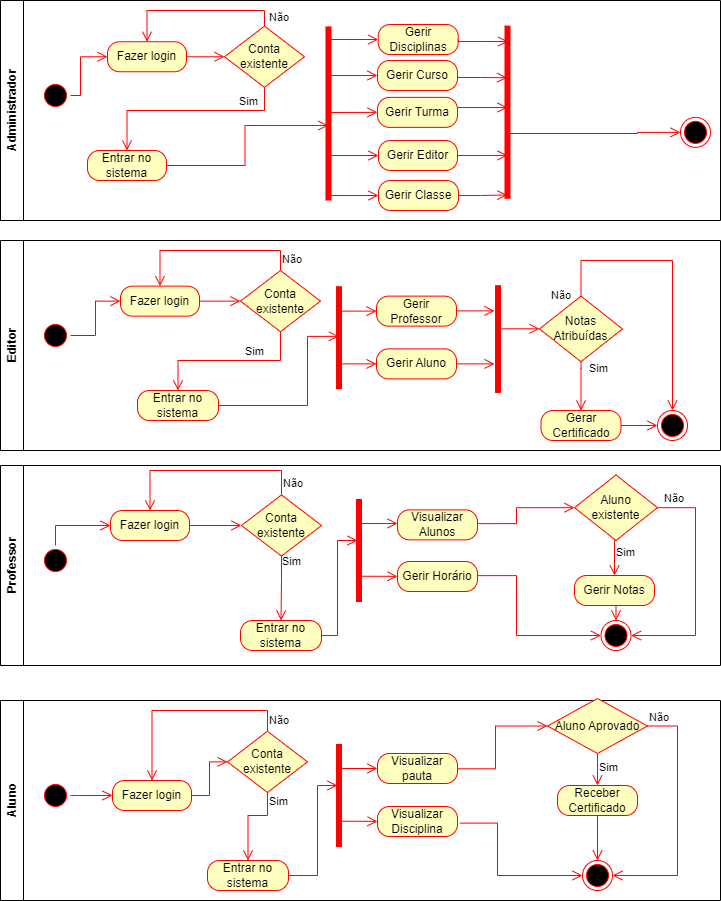 Administrador
Não
Fazer login
Conta
existente
Sim
Entrar no
sistema
Gerir
Disciplinas
Gerir Curso
Gerir Turma
Gerir Editor
Gerir Classe
Editor
Não
Fazer login
Conta
existente
Sim
Entrar no
sistema
Gerir
Professor
Gerir Aluno
Não
Notas
Atribuídas
Sim
Gerar
Certificado
Professor
Não
Fazer login
Conta
existente
Sim
Entrar no
sistema
Visualizar
Alunos
Gerir Horário
Aluno
existente
Não
Sim
Gerir Notas
Aluno
Não
Fazer login
Conta
existente
Sim
Entrar no
sistema
Visualizar
pauta
Visualizar
Disciplina
Aluno Aprovado
Não
Sim
Receber
Certificado